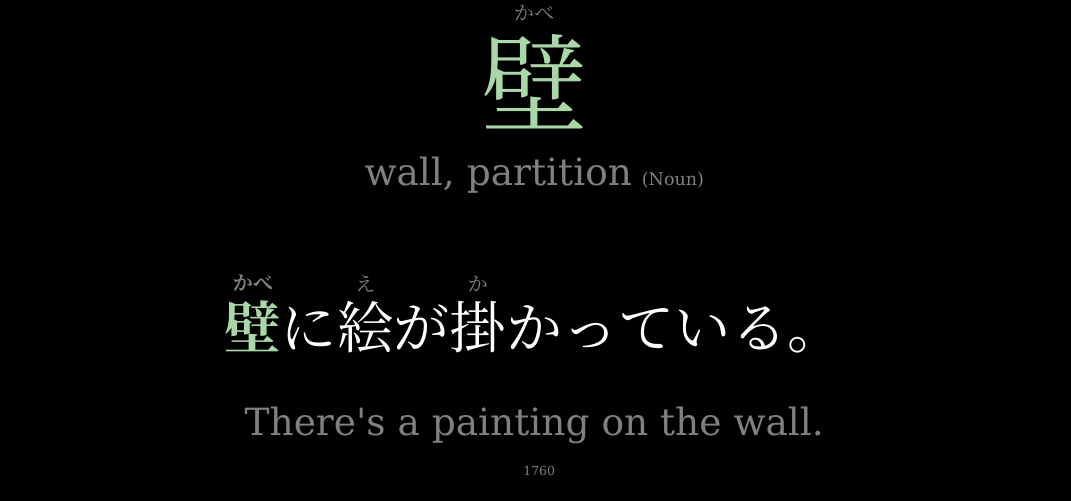 かべ
壁
wall, partition (Noun)
かべ え か
壁に絵が掛かっている。
There's a painting on the wall.
1760